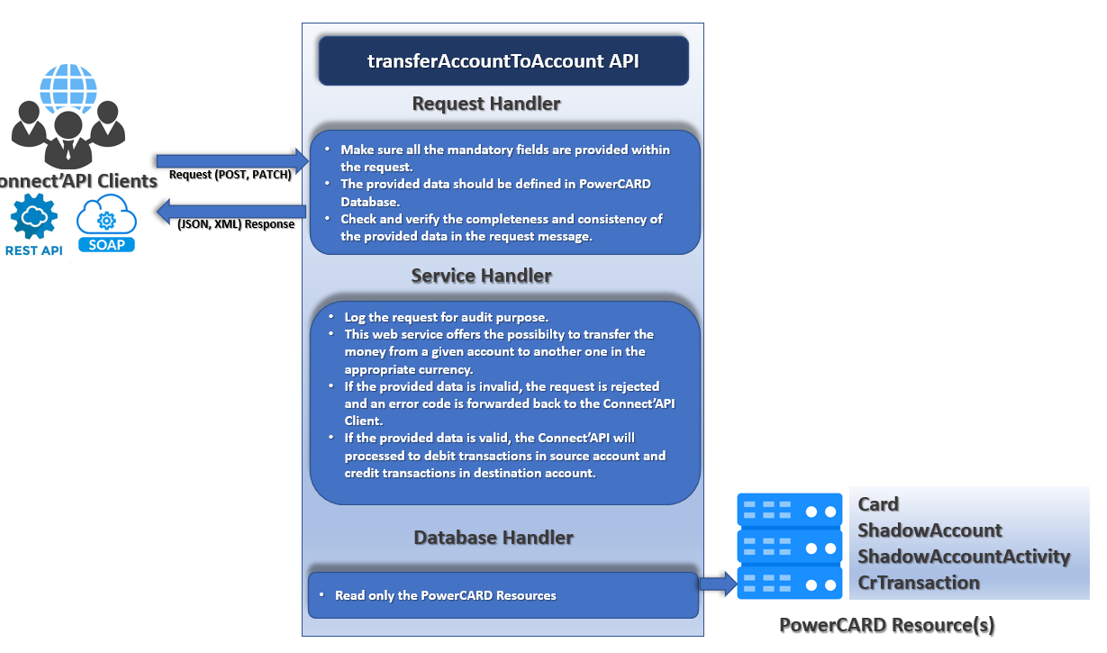 transferAccountToAccount API
Request Handler
• Make sure all the mandatory fields are provided within
the request.
• The provided data should be defined in PowerCARD
Database.
• Check and verify the completeness and consistency of
the provided data in the request message.
onnect'API Clients
Request (POST, PATCH)
(JSON, XML) Response
REST API
SOAP
Service Handler
• Log the request for audit purpose.
• This web service offers the possibilty to transfer the
money from a given account to another one in the
appropriate currency.
• If the provided data is invalid, the request is rejected
and an error code is forwarded back to the Connect'API
Client.
• If the provided data is valid, the Connect'API will
processed to debit transactions in source account and
credit transactions in destination account.
Database Handler
• Read only the PowerCARD Resources
Card
ShadowAccount
ShadowAccountActivity
CrTransaction
PowerCARD Resource(s)